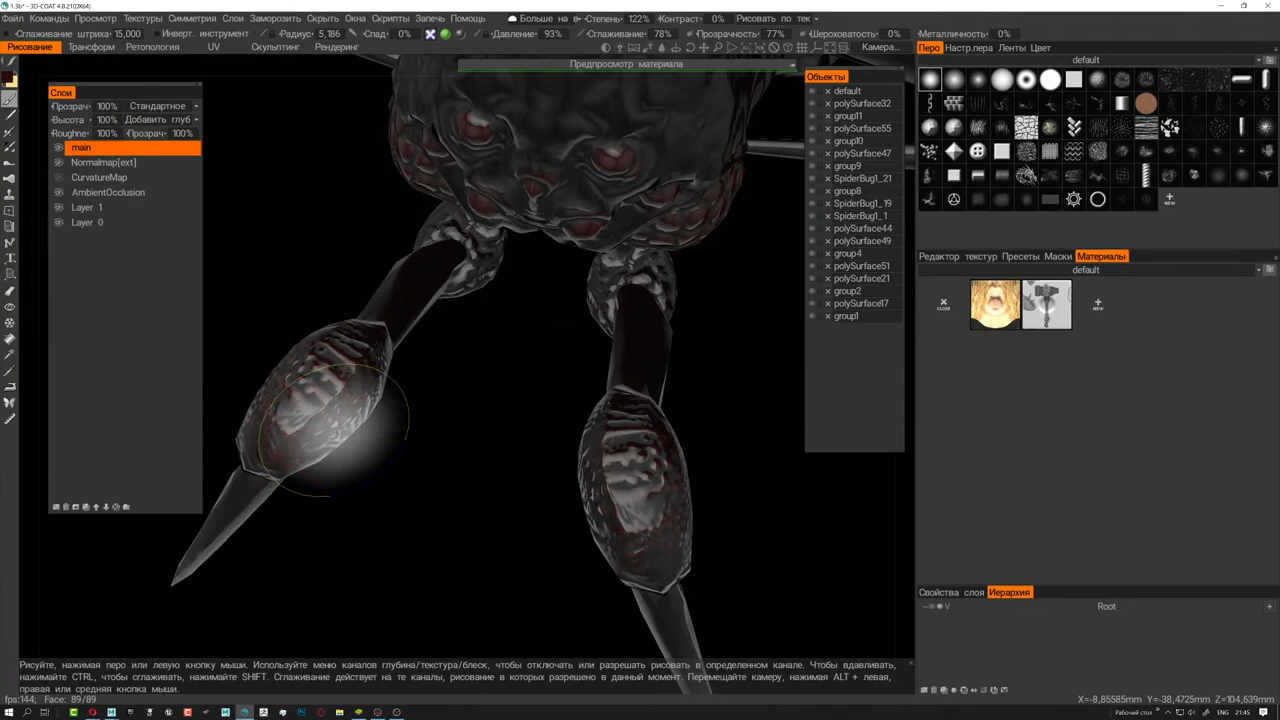 1.3b* - 3D-COAT 4.8.21(DX64)
Файл Команды Просмотр Текстуры Симметрия Слои Заморозить Скрыть Окна Скрипты Запечь Помощь Больше на в Степень: 122% Контраст: 0% Рисовать по тек
Сглаживание штриха 15,000 Инверт. инструмент Радиус: 5,186 Спад: 0% Давление: 93% Сглаживание: 78% Прозрачность: 77% Шероховатость: 0% Металличность: 0%
Рисование Трансформ Ретопология UV Скульптинг Рендеринг Камера... Перо Настр.пера Ленты Цвет
Предпросмотр материала default
Объекты
Слои
default
Прозрач 100% Стандартное
polySurface32
Высота 100% Добавить глуб
group11
Roughne 100% Прозрач 100%
polySurface55
main
group10
polySurface47
Normalmap[ext]
group9
CurvatureMap
SpiderBug1_21
AmbientOcclusion
group8
NEW
Layer 1
SpiderBug1_19
SpiderBug1_1
Layer 0
polySurface44
polySurface49
group4
Редактор текстур Пресеты Маски Материалы
polySurface51
default
polySurface21
group2
polySurface17
CLOSE NEW
group1
Свойства слоя Иерархия
V Root
Рисуйте, нажимая перо или левую кнопку мыши. Используйте меню каналов глубина/текстура/блеск, чтобы отключить или разрешать рисовать в определенном канале. Чтобы вдавливать,
нажимайте CTRL, чтобы сглаживать, нажимайте SHIFT. Сглаживание действует на те каналы, рисование в которых разрешено в данный момент. Перемещайте камеру, нажимая ALT + левая,
правая или средняя кнопка мыши.
fps:144; Face: 89/89 X=-8,85585mm Y=-38,4725mm Z=104,639mm
Рабочий стол ENG 21:45